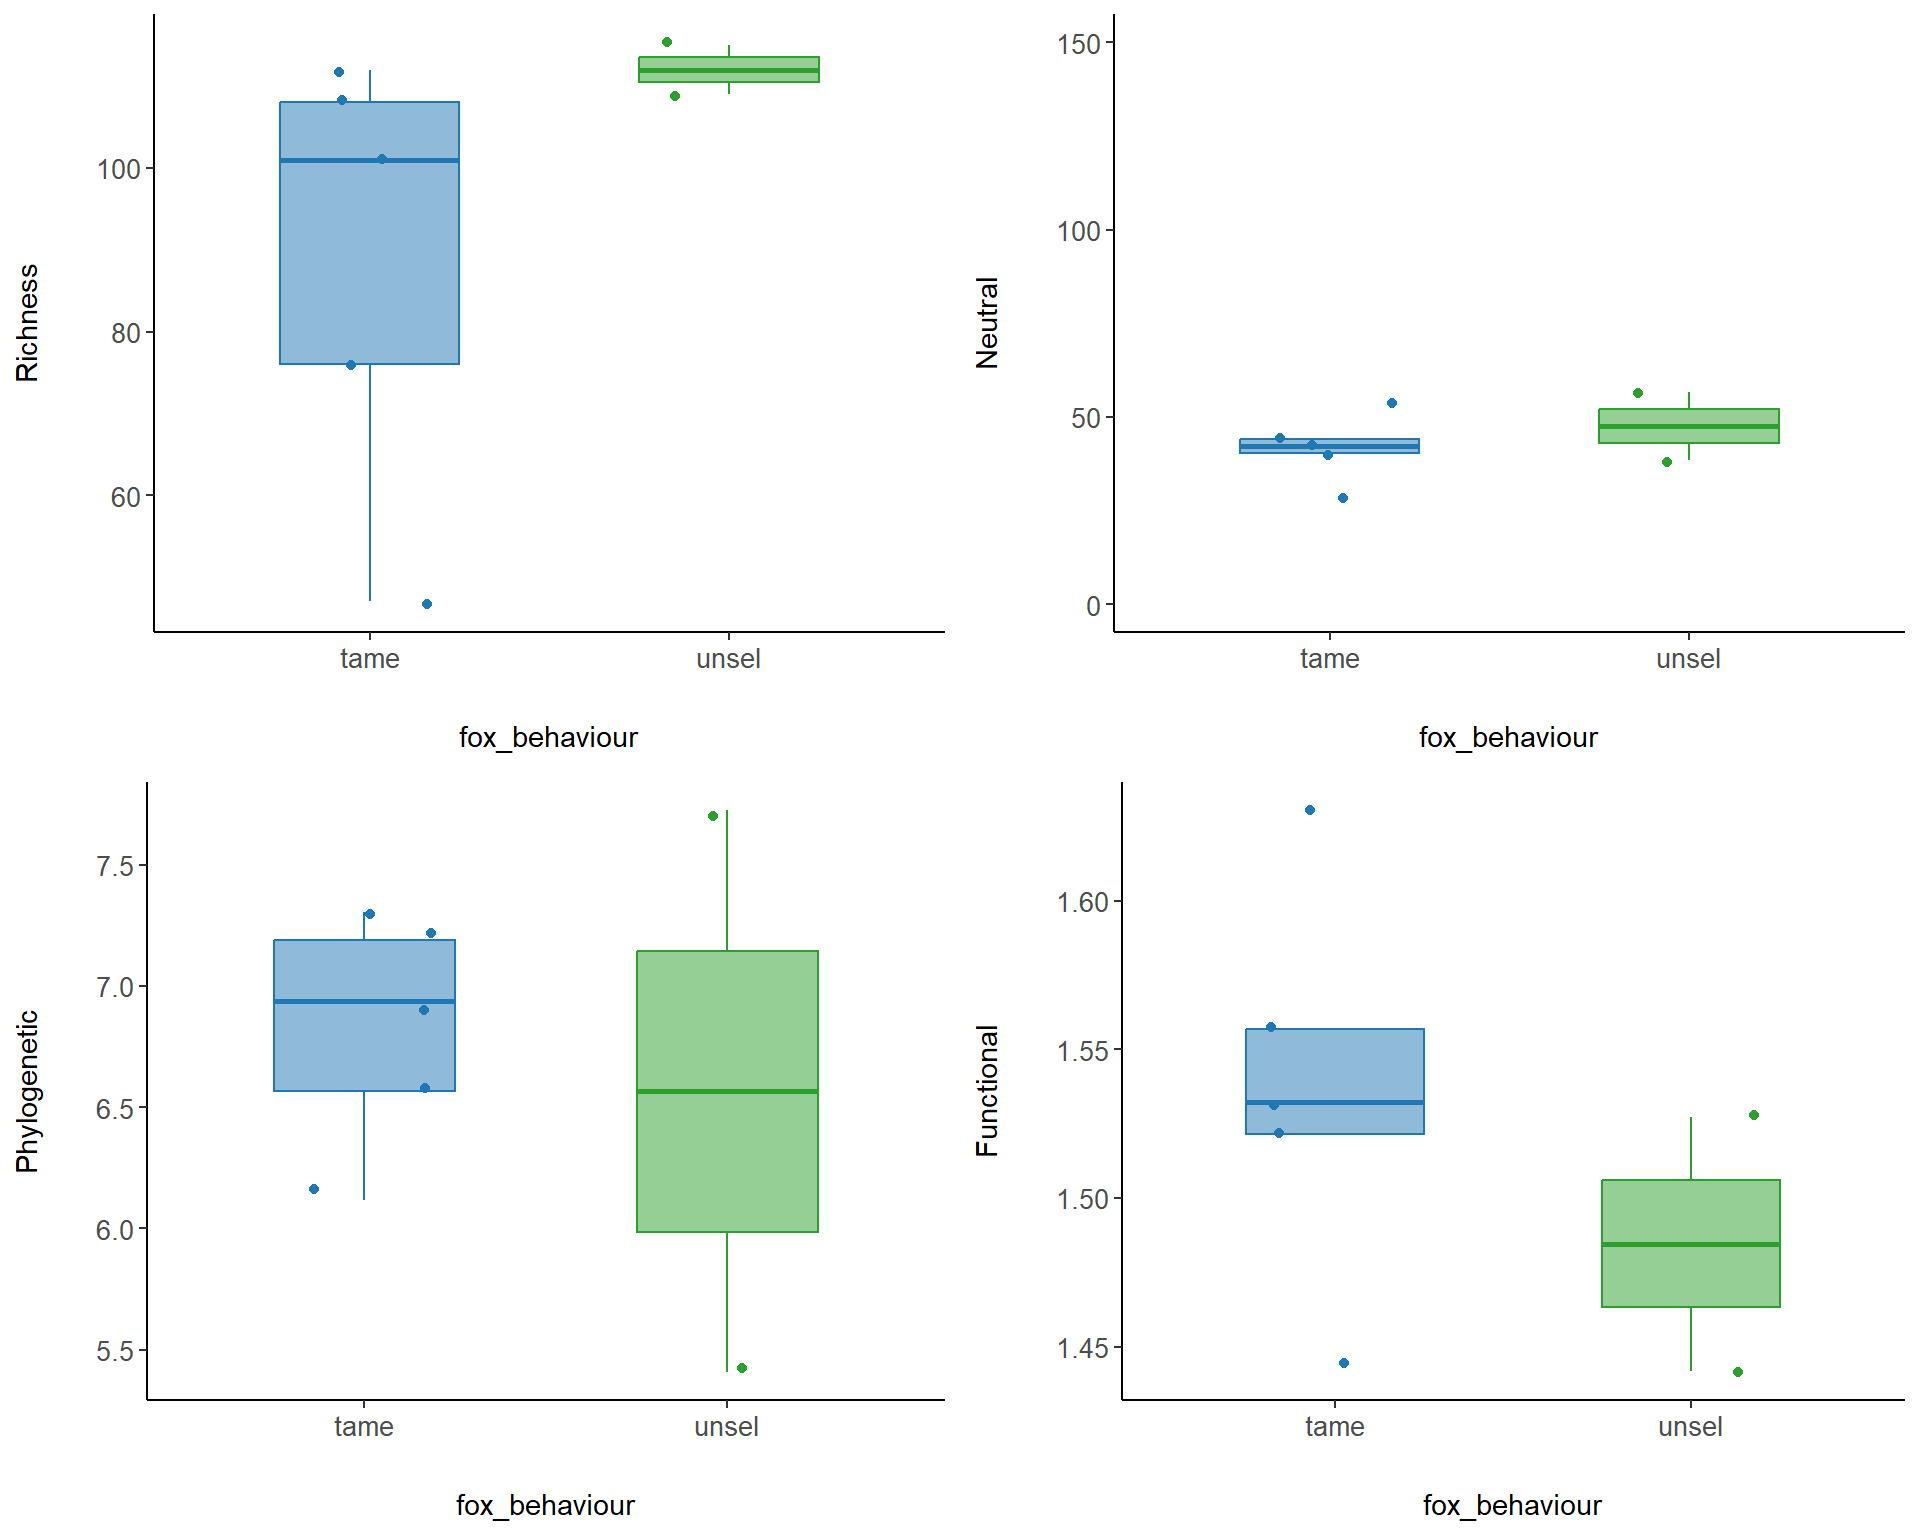 Richness
100
80
60
tame unsel
fox_behaviour
Neutral
150
100
50
0
tame unsel
fox_behaviour
Phylogenetic
7.5
7.0
6.5
6.0
5.5
tame unsel
fox_behaviour
Functional
1.60
1.55
1.50
1.45
tame unsel
fox_behaviour